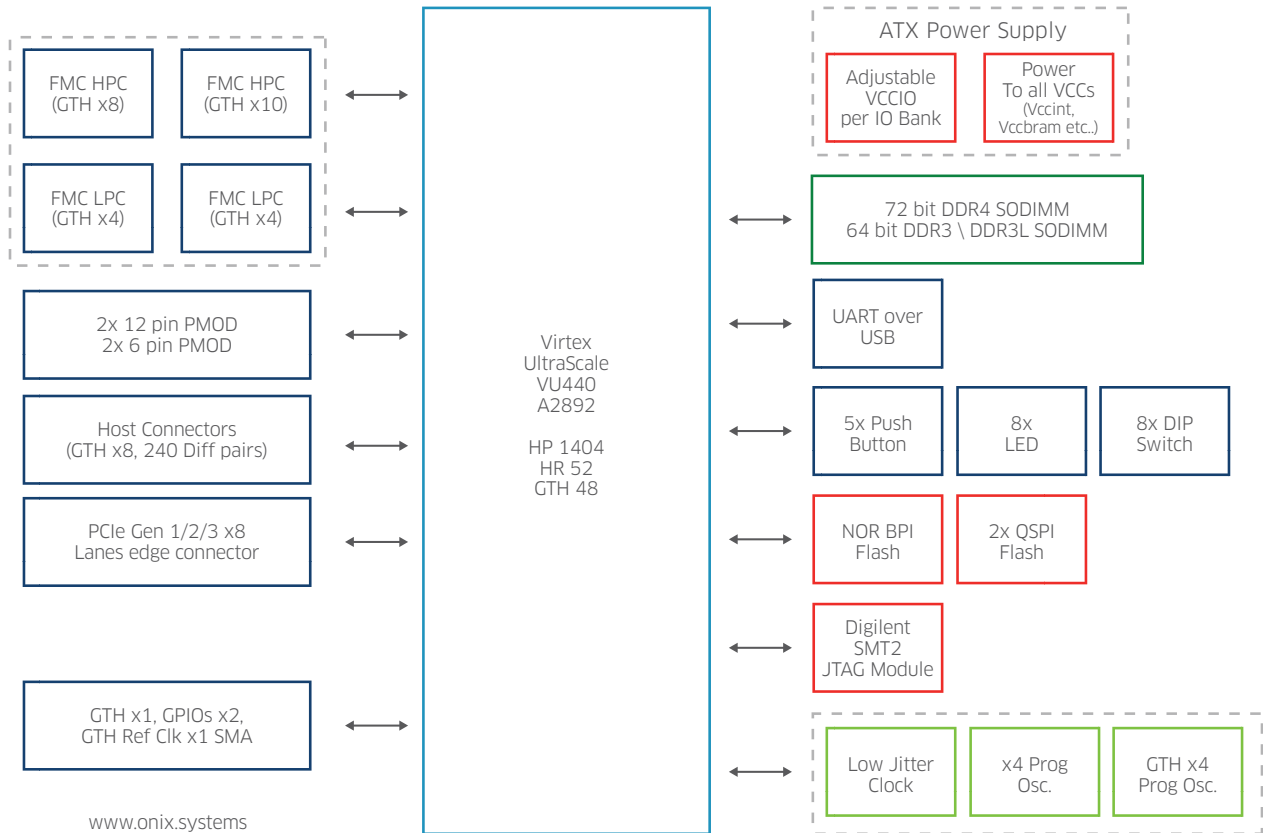 FMC HPC
(GTH x8)
FMC HPC
(GTH x10)
FMC LPC
(GTH x4)
FMC LPC
(GTH x4)
2x 12 pin PMOD
2x 6 pin PMOD
Host Connectors
(GTH x8, 240 Diff pairs)
PCIe Gen 1/2/3 x8
Lanes edge connector
GTH x1, GPIOs x2,
GTH Ref Clk x1 SMA
www.onix.systems
Virtex
UltraScale
VU440
A2892
HP 1404
HR 52
GTH 48
ATX Power Supply
Adjustable
VCCIO
per IO Bank
Power
To all VCCs
(Vccint,
Vccbram etc..)
72 bit DDR4 SODIMM
64 bit DDR3 \ DDR3L SODIMM
UART over
USB
5x Push
Button
8x
LED
8x DIP
Switch
NOR BPI
Flash
2x QSPI
Flash
Digilent
SMT2
JTAG Module
Low Jitter
Clock
x4 Prog
Osc.
GTH x4
Prog Osc.